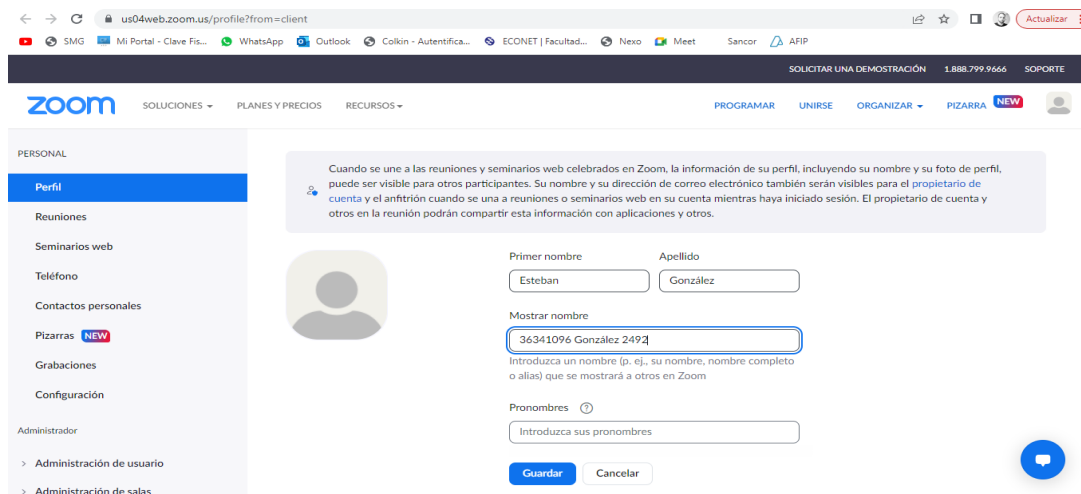 us04web.zoom.us/profile?from=client
Actualizar
SMG Mi Portal - Clave Fis... WhatsApp Outlook Colkin - Autentifica... ECONET | Facultad... Nexo Meet Sancor AFIP
SOLICITAR UNA DEMOSTRACIÓN 1.888.799.9666 SOPORTE
zoom SOLUCIONES PLANES Y PRECIOS RECURSOS PROGRAMAR UNIRSE ORGANIZAR PIZARRA NEW
PERSONAL
Perfil
Reuniones
Seminarios web
Teléfono
Contactos personales
Pizarras NEW
Grabaciones
Configuración
Administrador
> Administración de usuario
> Administración de salas
Cuando se une a las reuniones y seminarios web celebrados en Zoom, la información de su perfil, incluyendo su nombre y su foto de perfil,
puede ser visible para otros participantes. Su nombre y su dirección de correo electrónico también serán visibles para el propietario de
cuenta y el anfitrión cuando se una a reuniones o seminarios web en su cuenta mientras haya iniciado sesión. El propietario de cuenta y
otros en la reunión podrán compartir esta información con aplicaciones y otros.
Primer nombre Apellido
Esteban González
Mostrar nombre
36341096 González 2492
Introduzca un nombre (p. ej., su nombre, nombre completo
o alias) que se mostrará a otros en Zoom
Pronombres ?
Introduzca sus pronombres
Guardar Cancelar